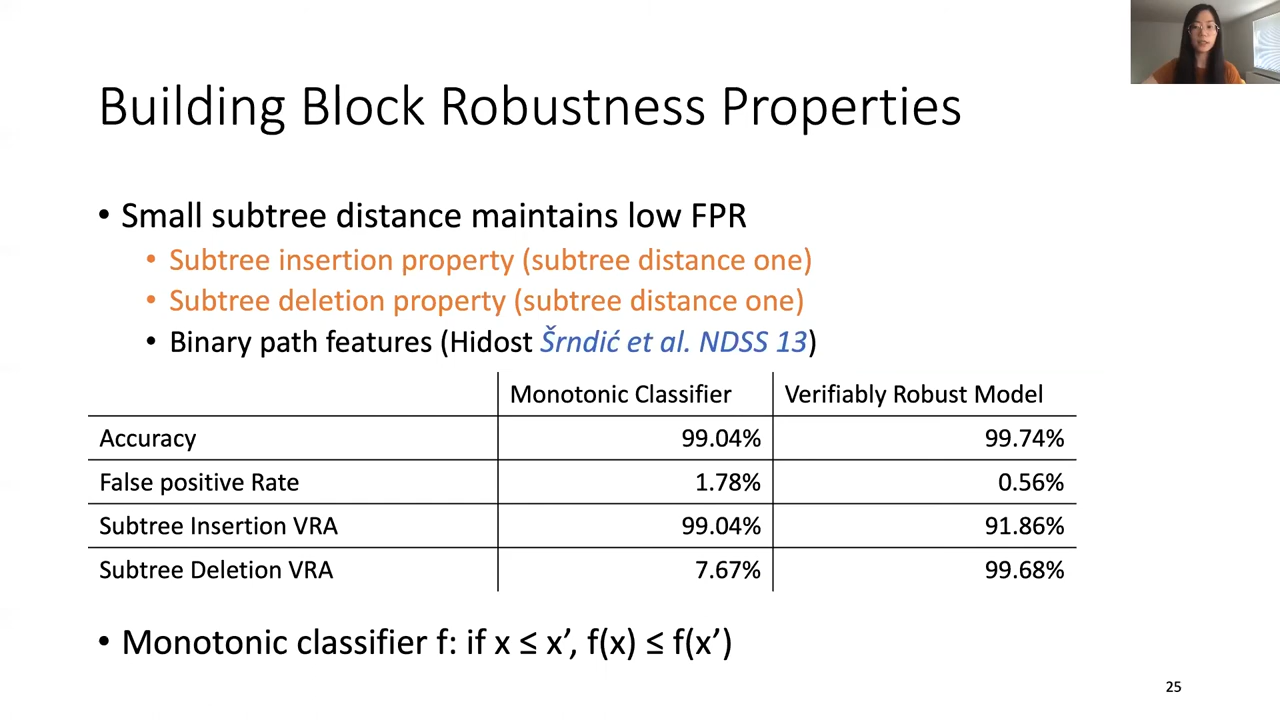 Building Block Robustness Properties
• Small subtree distance maintains low FPR
• Subtree insertion property (subtree distance one)
• Subtree deletion property (subtree distance one)
• Binary path features (Hidost Šrndić et al. NDSS 13)
Monotonic Classifier Verifiably Robust Model
Accuracy 99.04% 99.74%
False positive Rate 1.78% 0.56%
Subtree Insertion VRA 99.04% 91.86%
Subtree Deletion VRA 7.67% 99.68%
• Monotonic classifier f: if x ≤ x’, f(x) ≤ f(x’)
25